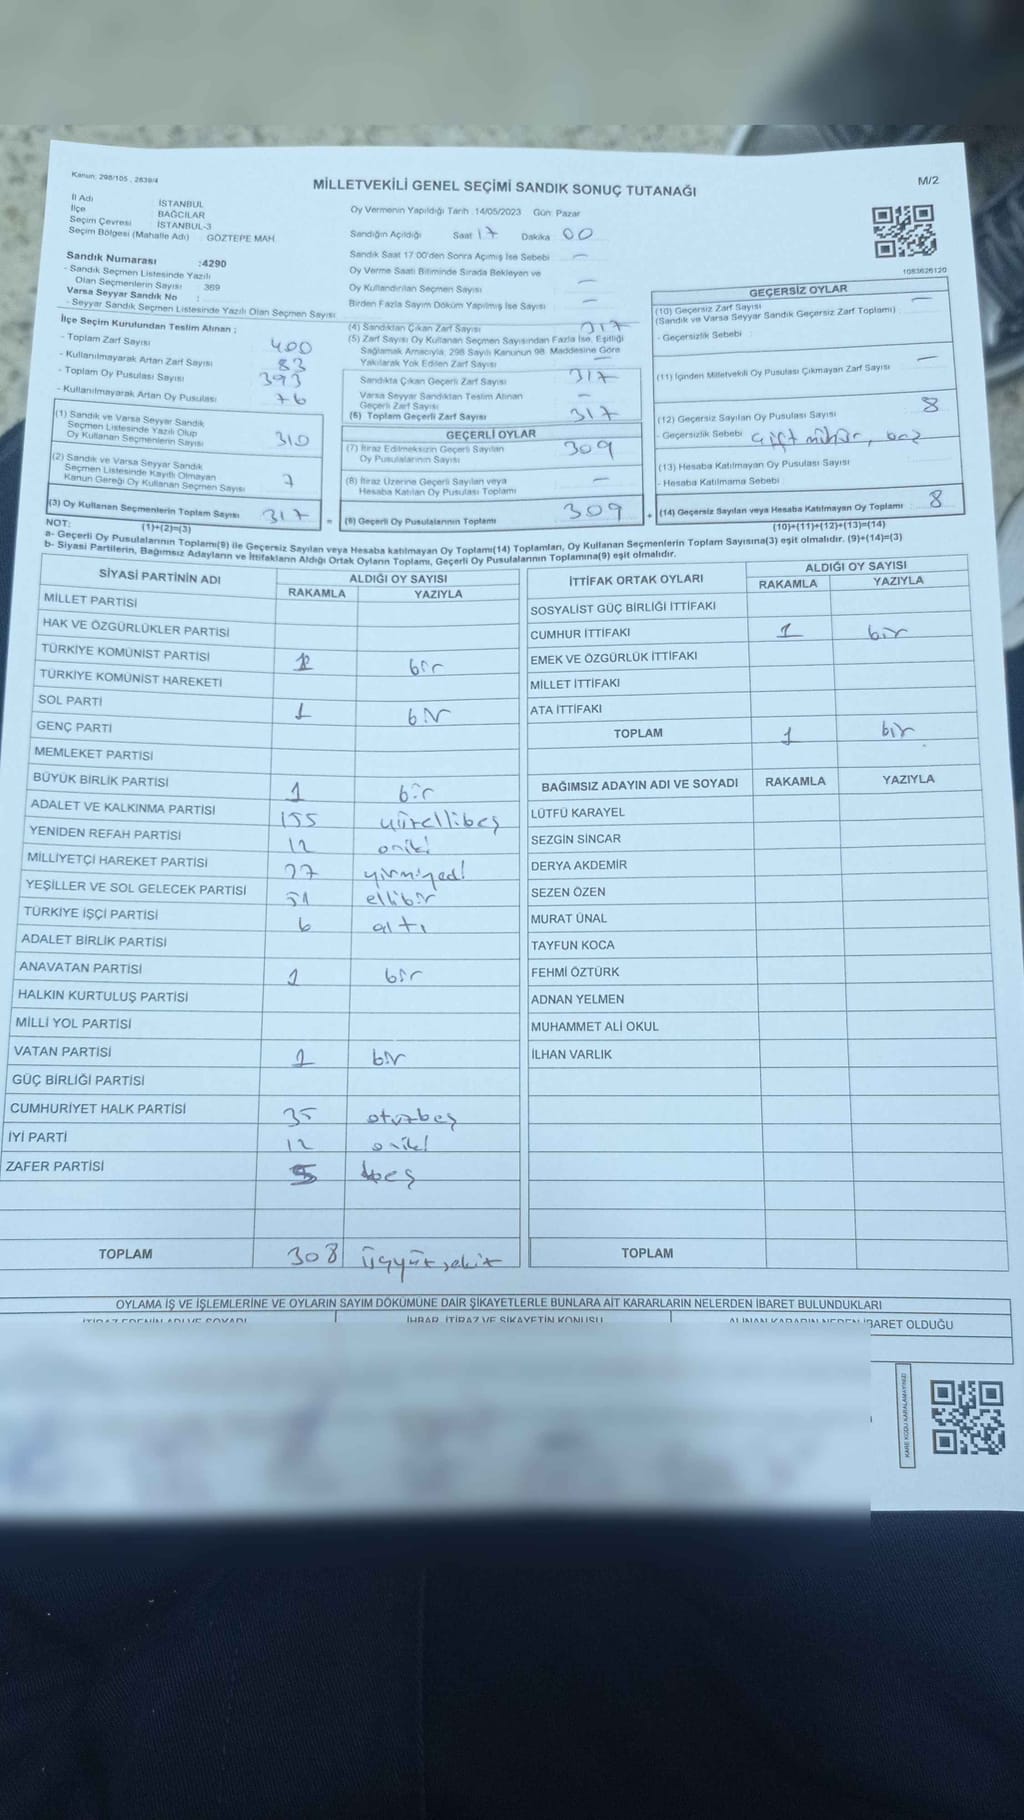 Kanun: 298/105 , 2839/4
MİLLETVEKİLİ GENEL SEÇİMİ SANDIK SONUÇ TUTANAĞI
M/2
İl Adı İSTANBUL
İlçe BAĞCILAR
Seçim Çevresi İSTANBUL-3
Seçim Bölgesi (Mahalle Adı) GÖZTEPE MAH.
Sandık Numarası :4290
- Sandık Seçmen Listesinde Yazılı
Olan Seçmenlerin Sayısı : 369
Varsa Seyyar Sandık No :
- Seyyar Sandık Seçmen Listesinde Yazılı Olan Seçmen Sayısı
İlçe Seçim Kurulundan Teslim Alınan ;
- Toplam Zarf Sayısı 400
- Kullanılmayarak Artan Zarf Sayısı 83
- Toplam Oy Pusulası Sayısı 393
- Kullanılmayarak Artan Oy Pusulası 76
(1) Sandık ve Varsa Seyyar Sandık
Seçmen Listesinde Yazılı Olup
Oy Kullanan Seçmenlerin Sayısı 310
(2) Sandık ve Varsa Seyyar Sandık
Seçmen Listesinde Kayıtlı Olmayan
Kanun Gereği Oy Kullanan Seçmen Sayısı 7
(3) Oy Kullanan Seçmenlerin Toplam Sayısı 317
(1)+(2)=(3)
Oy Vermenin Yapıldığı Tarih :14/05/2023 Gün: Pazar
Sandığın Açıldığı Saat 17 Dakika 00
Sandık Saat 17:00'den Sonra Açılmış İse Sebebi –
Oy Verme Saati Bitiminde Sırada Bekleyen ve
Oy Kullandırılan Seçmen Sayısı –
Birden Fazla Sayım Döküm Yapılmış İse Sayısı –
(4) Sandıktan Çıkan Zarf Sayısı 317
(5) Zarf Sayısı Oy Kullanan Seçmen Sayısından Fazla İse, Eşitliği
Sağlamak Amacıyla, 298 Sayılı Kanunun 98. Maddesine Göre
Yakılarak Yok Edilen Zarf Sayısı –
Sandıkta Çıkan Geçerli Zarf Sayısı 317
Varsa Seyyar Sandıktan Teslim Alınan
Geçerli Zarf Sayısı –
(6) Toplam Geçerli Zarf Sayısı 317
GEÇERLİ OYLAR
(7) İtiraz Edilmeksizin Geçerli Sayılan
Oy Pusulalarının Sayısı 309
(8) İtiraz Üzerine Geçerli Sayılan veya
Hesaba Katılan Oy Pusulası Toplamı –
= (9) Geçerli Oy Pusulalarının Toplamı 309 +
1083626120
GEÇERSİZ OYLAR
(10) Geçersiz Zarf Sayısı –
(Sandık ve Varsa Seyyar Sandık Geçersiz Zarf Toplamı)
- Geçersizlik Sebebi :
(11) İçinden Milletvekili Oy Pusulası Çıkmayan Zarf Sayısı –
(12) Geçersiz Sayılan Oy Pusulası Sayısı 8
- Geçersizlik Sebebi çift mühür,
(13) Hesaba Katılmayan Oy Pusulası Sayısı
- Hesaba Katılmama Sebebi
(14) Geçersiz Sayılan veya Hesaba Katılmayan Oy Toplamı 8
(10)+(11)+(12)+(13)=(14)
NOT:
a- Geçerli Oy Pusulalarının Toplamı(9) ile Geçersiz Sayılan veya Hesaba katılmayan Oy Toplamı(14) Toplamları, Oy Kullanan Seçmenlerin Toplam Sayısına(3) eşit olmalıdır. (9)+(14)=(3)
b- Siyasi Partilerin, Bağımsız Adayların ve İttifakların Aldığı Ortak Oyların Toplamı, Geçerli Oy Pusulalarının Toplamına(9) eşit olmalıdır.
SİYASİ PARTİNİN ADI ALDIĞI OY SAYISI
RAKAMLA YAZIYLA
MİLLET PARTİSİ
HAK VE ÖZGÜRLÜKLER PARTİSİ
TÜRKİYE KOMÜNİST PARTİSİ 1 bir
TÜRKİYE KOMÜNİST HAREKETİ
SOL PARTİ 1 bir
GENÇ PARTİ
MEMLEKET PARTİSİ
BÜYÜK BİRLİK PARTİSİ 1 bir
ADALET VE KALKINMA PARTİSİ 155 yüzellibeş
YENİDEN REFAH PARTİSİ 12 oniki
MİLLİYETÇİ HAREKET PARTİSİ 27 yirmiyedi
YEŞİLLER VE SOL GELECEK PARTİSİ 51 ellibir
TÜRKİYE İŞÇİ PARTİSİ 6 altı
ADALET BİRLİK PARTİSİ
ANAVATAN PARTİSİ 1 bir
HALKIN KURTULUŞ PARTİSİ
MİLLİ YOL PARTİSİ
VATAN PARTİSİ 1 bir
GÜÇ BİRLİĞİ PARTİSİ
CUMHURİYET HALK PARTİSİ 35 otuzbeş
İYİ PARTİ 12 oniki
ZAFER PARTİSİ 5 beş
TOPLAM 308 üçyüzsekiz
İTTİFAK ORTAK OYLARI ALDIĞI OY SAYISI
RAKAMLA YAZIYLA
SOSYALİST GÜÇ BİRLİĞİ İTTİFAKI
CUMHUR İTTİFAKI 1 bir
EMEK VE ÖZGÜRLÜK İTTİFAKI
MİLLET İTTİFAKI
ATA İTTİFAKI
TOPLAM 1 bir
BAĞIMSIZ ADAYIN ADI VE SOYADI RAKAMLA YAZIYLA
LÜTFÜ KARAYEL
SEZGİN SİNCAR
DERYA AKDEMİR
SEZEN ÖZEN
MURAT ÜNAL
TAYFUN KOCA
FEHMİ ÖZTÜRK
ADNAN YELMEN
MUHAMMET ALİ OKUL
İLHAN VARLIK
TOPLAM
OYLAMA İŞ VE İŞLEMLERİNE VE OYLARIN SAYIM DÖKÜMÜNE DAİR ŞİKAYETLERLE BUNLARA AİT KARARLARIN NELERDEN İBARET BULUNDUKLARI
İTİRAZ EDENİN ADI VE SOYADI İHBAR, İTİRAZ VE ŞİKAYETİN KONUSU ALINAN KARARIN NEDEN İBARET OLDUĞU
KARE KODU KARALAMAYINIZ!